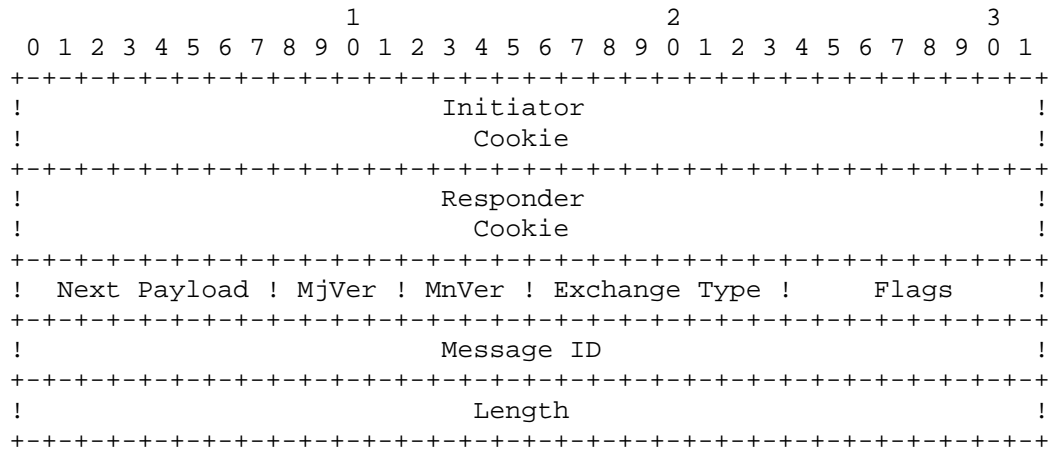 1                   2                   3
 0 1 2 3 4 5 6 7 8 9 0 1 2 3 4 5 6 7 8 9 0 1 2 3 4 5 6 7 8 9 0 1
+-+-+-+-+-+-+-+-+-+-+-+-+-+-+-+-+-+-+-+-+-+-+-+-+-+-+-+-+-+-+-+-+
!                           Initiator                           !
!                             Cookie                            !
+-+-+-+-+-+-+-+-+-+-+-+-+-+-+-+-+-+-+-+-+-+-+-+-+-+-+-+-+-+-+-+-+
!                           Responder                           !
!                             Cookie                            !
+-+-+-+-+-+-+-+-+-+-+-+-+-+-+-+-+-+-+-+-+-+-+-+-+-+-+-+-+-+-+-+-+
!  Next Payload ! MjVer ! MnVer ! Exchange Type !     Flags     !
+-+-+-+-+-+-+-+-+-+-+-+-+-+-+-+-+-+-+-+-+-+-+-+-+-+-+-+-+-+-+-+-+
!                           Message ID                          !
+-+-+-+-+-+-+-+-+-+-+-+-+-+-+-+-+-+-+-+-+-+-+-+-+-+-+-+-+-+-+-+-+
!                             Length                            !
+-+-+-+-+-+-+-+-+-+-+-+-+-+-+-+-+-+-+-+-+-+-+-+-+-+-+-+-+-+-+-+-+